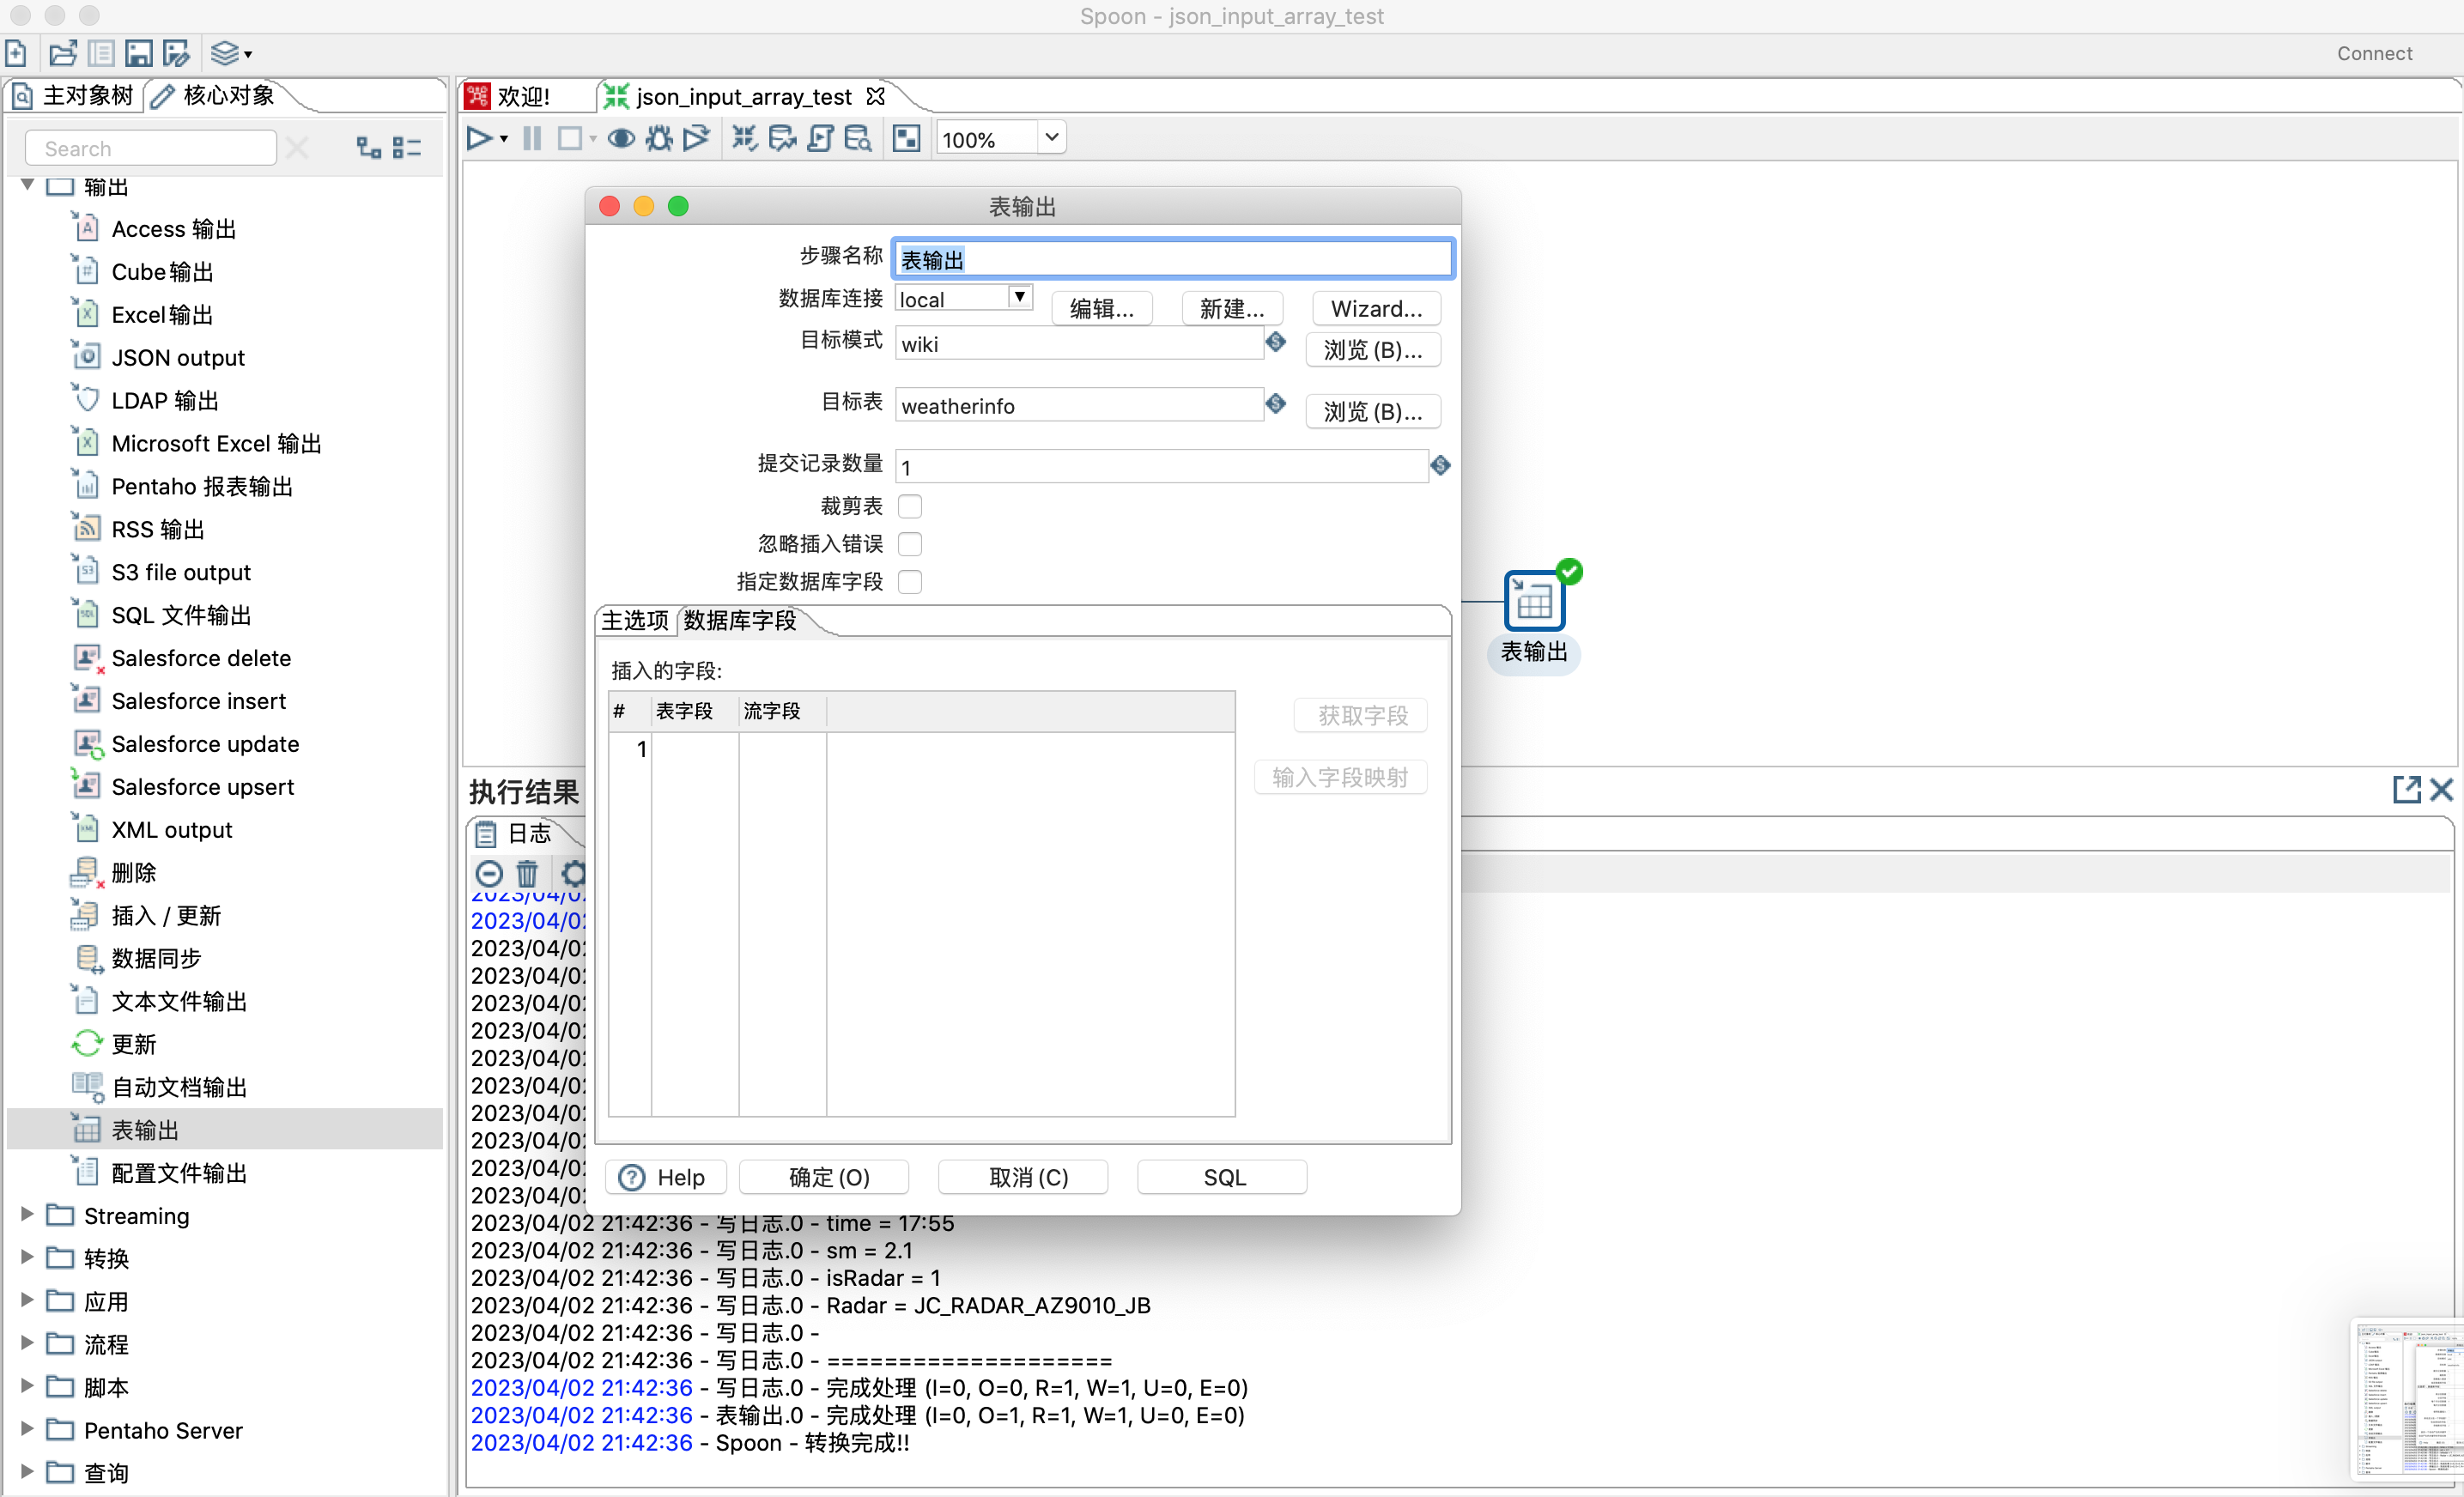 Spoon - json_input_array_test
Connect
主对象树
核心对象
欢迎!
json_input_array_test
Search
100%
输出
Access 输出
Cube输出
Excel输出
JSON output
LDAP 输出
Microsoft Excel 输出
Pentaho 报表输出
RSS 输出
S3 file output
SQL 文件输出
Salesforce delete
Salesforce insert
Salesforce update
Salesforce upsert
XML output
删除
插入 / 更新
数据同步
文本文件输出
更新
自动文档输出
表输出
配置文件输出
Streaming
转换
应用
流程
脚本
Pentaho Server
查询
表输出
步骤名称 表输出
数据库连接 local 编辑... 新建... Wizard...
目标模式 wiki 浏览(B)...
目标表 weatherinfo 浏览(B)...
提交记录数量 1
裁剪表
忽略插入错误
指定数据库字段
主选项 数据库字段
插入的字段:
# 表字段 流字段
1
获取字段
输入字段映射
Help 确定(O) 取消(C) SQL
表输出
执行结果
日志
2023/04/02
2023/04/02
2023/04/02
2023/04/02
2023/04/02
2023/04/02
2023/04/02
2023/04/02
2023/04/02
2023/04/02
2023/04/02
2023/04/02
2023/04/02 21:42:36 - 写日志.0 - time = 17:55
2023/04/02 21:42:36 - 写日志.0 - sm = 2.1
2023/04/02 21:42:36 - 写日志.0 - isRadar = 1
2023/04/02 21:42:36 - 写日志.0 - Radar = JC_RADAR_AZ9010_JB
2023/04/02 21:42:36 - 写日志.0 -
2023/04/02 21:42:36 - 写日志.0 - ====================
2023/04/02 21:42:36 - 写日志.0 - 完成处理 (I=0, O=0, R=1, W=1, U=0, E=0)
2023/04/02 21:42:36 - 表输出.0 - 完成处理 (I=0, O=1, R=1, W=1, U=0, E=0)
2023/04/02 21:42:36 - Spoon - 转换完成!!